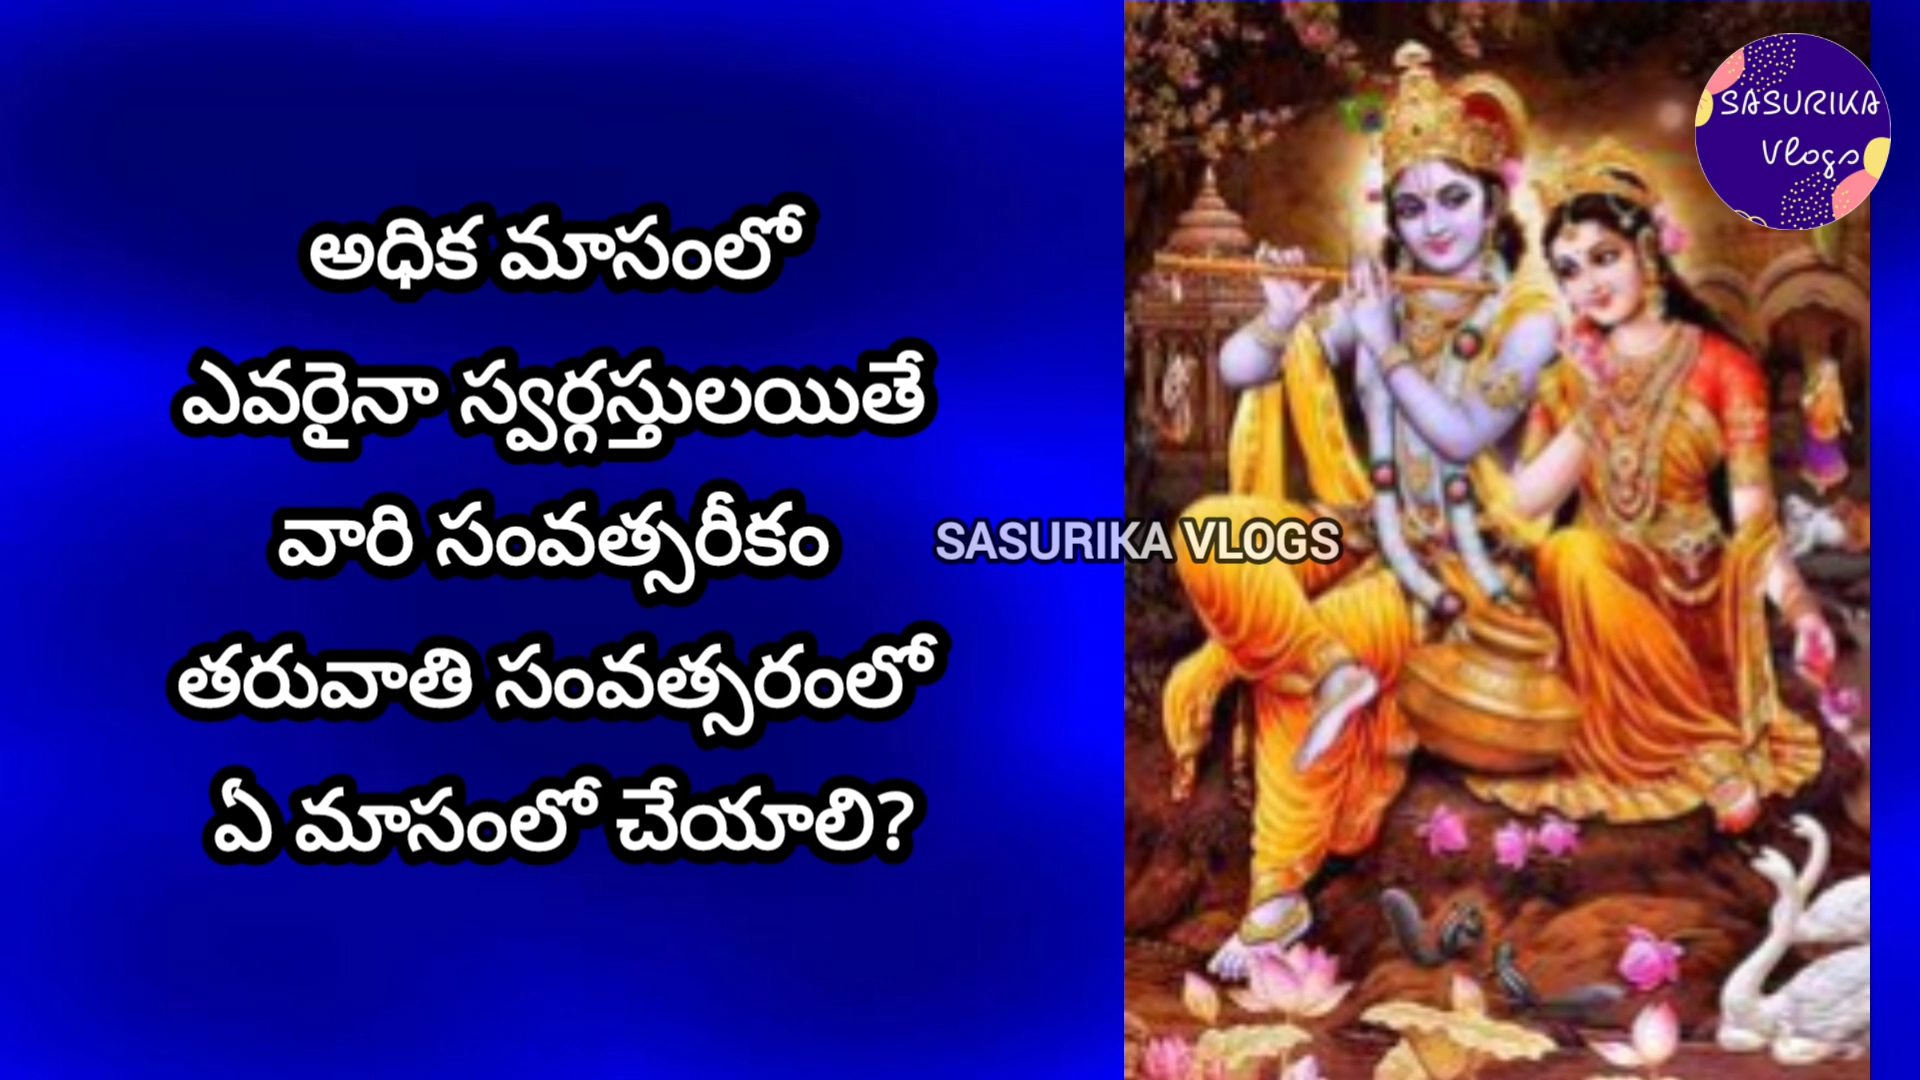 అధిక మాసంలో
ఎవరైనా స్వర్గస్తులయితే
వారి సంవత్సరీకం
తరువాతి సంవత్సరంలో
ఏ మాసంలో చేయాలి?
SASURIKA VLOGS
SASURIKA
Vlogs